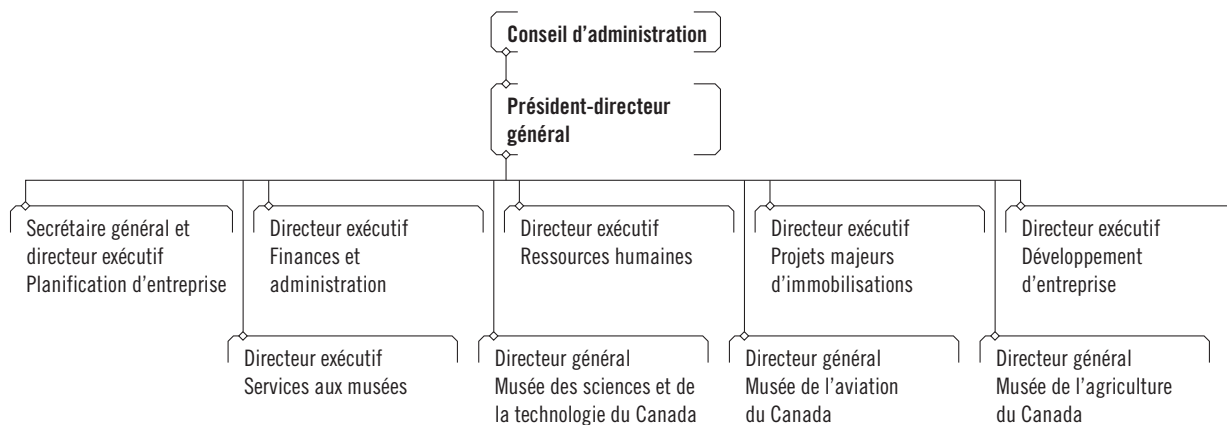 Conseil d’administration
Président-directeur
général
Secrétaire général et
directeur exécutif
Planification d’entreprise
Directeur exécutif
Finances et
administration
Directeur exécutif
Ressources humaines
Directeur exécutif
Projets majeurs
d’immobilisations
Directeur exécutif
Développement
d’entreprise
Directeur exécutif
Services aux musées
Directeur général
Musée des sciences et de
la technologie du Canada
Directeur général
Musée de l’aviation
du Canada
Directeur général
Musée de l’agriculture
du Canada